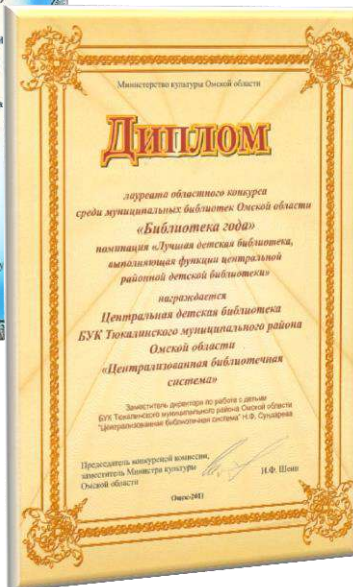 Министерство культуры Омской области
Диплом
лауреата областного конкурса
среди муниципальных библиотек Омской области
«Библиотека года»
номинация «Лучшая детская библиотека,
выполняющая функции центральной
районной детской библиотеки»
награждается
Центральная детская библиотека
БУК Тюкалинского муниципального района
Омской области
«Централизованная библиотечная
система»
Заместитель директора по работе с детьми
БУК Тюкалинского муниципального района Омской области
"Централизованная библиотечная система" Н.Ф. Сундарева
Председатель конкурсной комиссии,
заместитель Министра культуры
Омской области
И.Ф. Шеин
Омск-2011